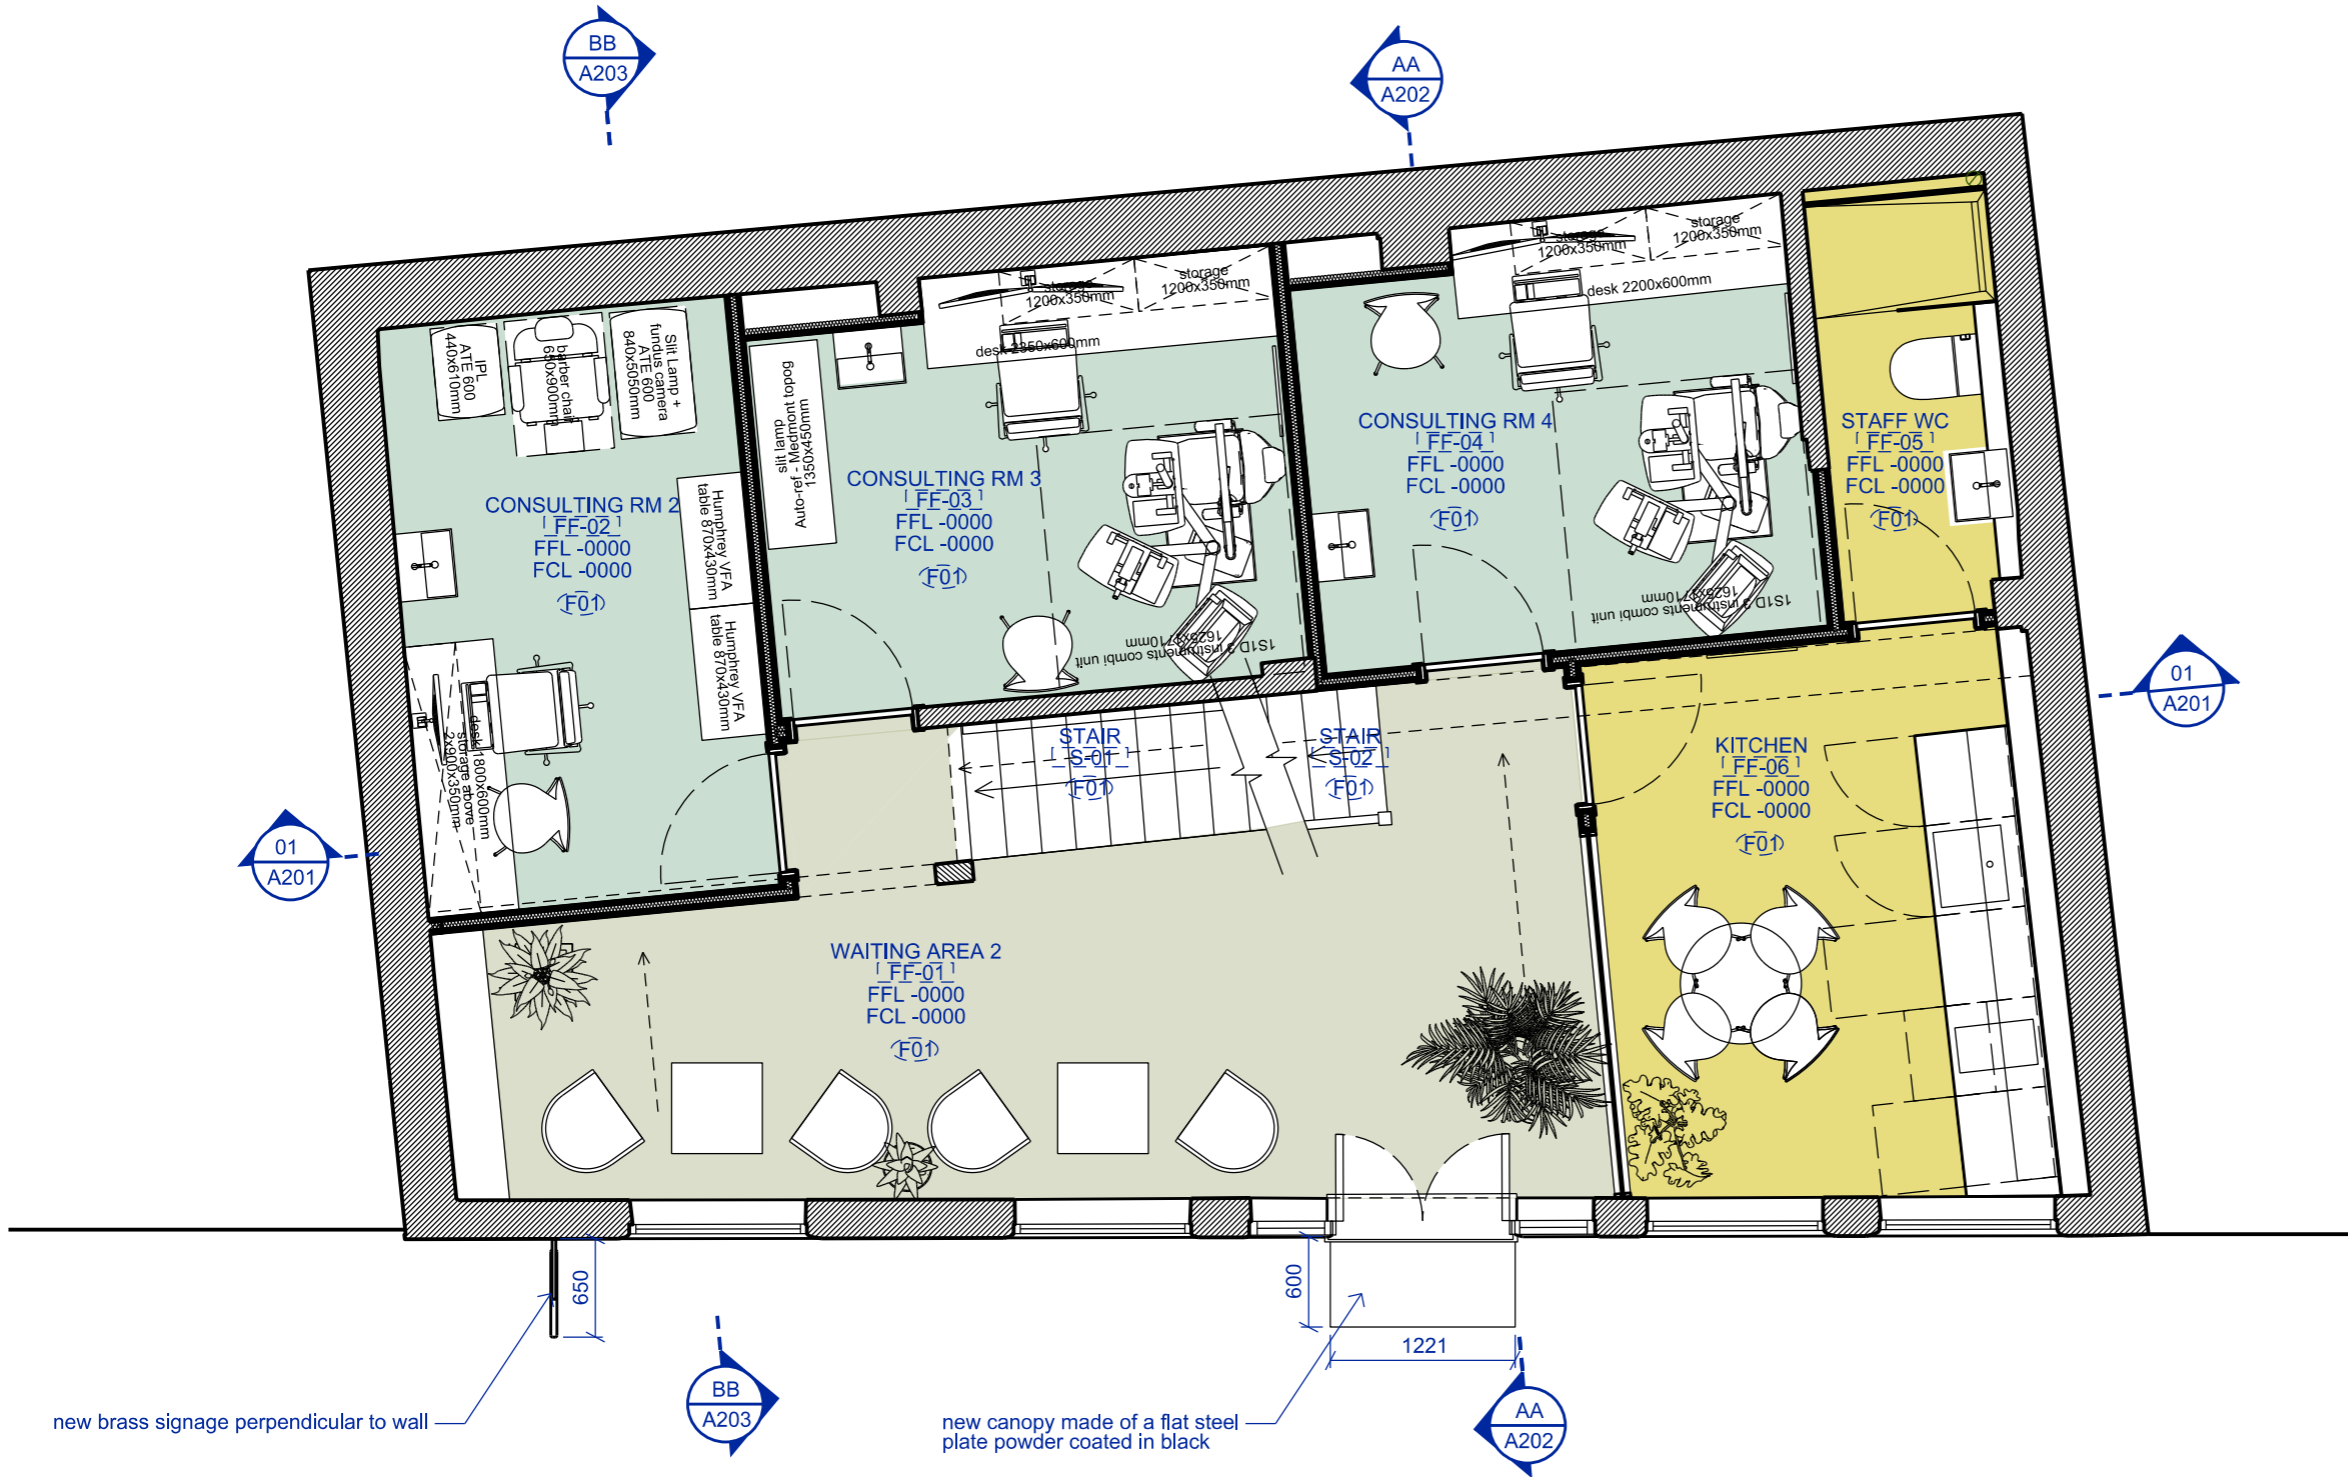 BB
A203
AA
A202
storage
1200x350mm
storage
1200x350mm
desk 2200x600mm
storage
1200x350mm
storage
1200x350mm
desk 2350x600mm
IPL
ATE 600
440x610mm
barber chair
650x900mm
Slit Lamp +
fundus camera
ATE 600
840x5050mm
slit lamp
Auto-ref - Medmont topog
1350x450mm
CONSULTING RM 2
FF-02
FFL -0000
FCL -0000
F01
Humphrey VFA
table 870x430mm
Humphrey VFA
table 870x430mm
CONSULTING RM 3
FF-03
FFL -0000
FCL -0000
F01
1S1D 3 instruments combi unit
1625x1710mm
CONSULTING RM 4
FF-04
FFL -0000
FCL -0000
F01
1S1D 3 instruments combi unit
1625x1710mm
STAFF WC
FF-05
FFL -0000
FCL -0000
F01
01
A201
desk 1800x600mm
storage above
2x900x350mm
STAIR
S-01
F01
STAIR
S-02
F01
KITCHEN
FF-06
FFL -0000
FCL -0000
F01
01
A201
WAITING AREA 2
FF-01
FFL -0000
FCL -0000
F01
650
600
1221
new brass signage perpendicular to wall
BB
A203
new canopy made of a flat steel
plate powder coated in black
AA
A202